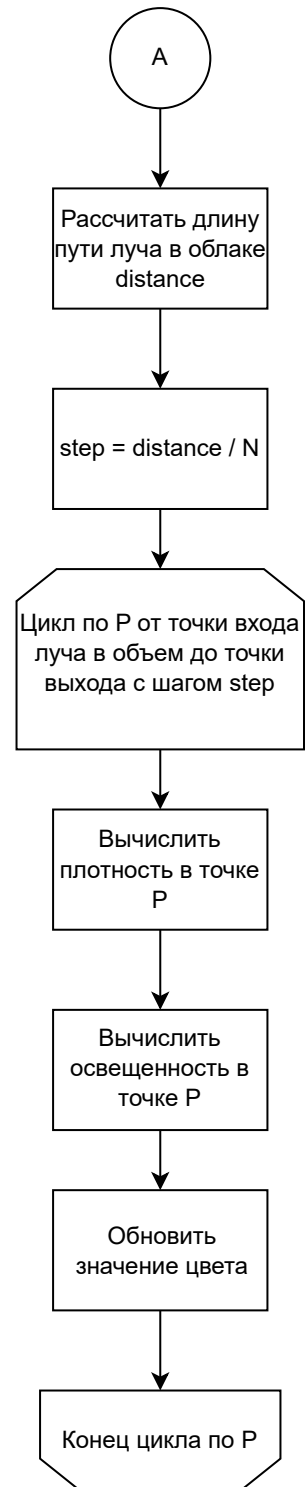 A
Рассчитать длину
пути луча в облаке
distance
step = distance / N
Цикл по P от точки входа
луча в объем до точки
выхода с шагом step
Вычислить
плотность в точке
P
Вычислить
освещенность в
точке P
Обновить
значение цвета
Конец цикла по P